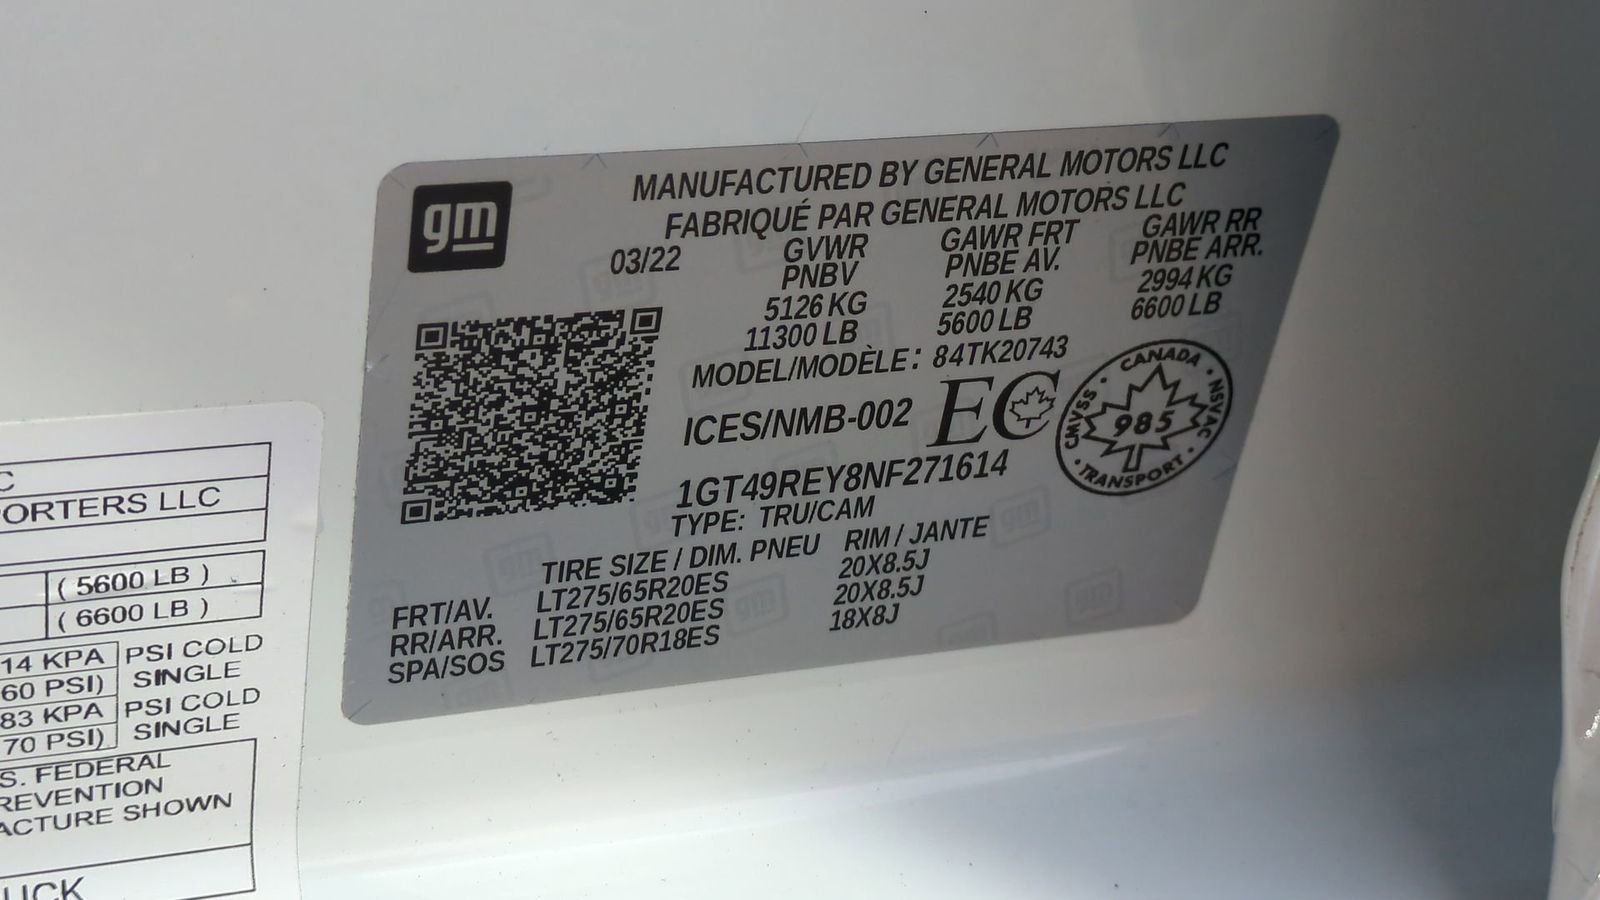 gm
MANUFACTURED BY GENERAL MOTORS LLC
FABRIQUÉ PAR GENERAL MOTORS LLC
03/22 GVWR GAWR FRT GAWR RR
PNBV PNBE AV. PNBE ARR.
5126 KG 2540 KG 2994 KG
11300 LB 5600 LB 6600 LB
MODEL/MODÈLE: 84TK20743
ICES/NMB-002 EC
CANADA
CMVSS 985 NSVAC
TRANSPORT
1GT49REY8NF271614
TYPE: TRU/CAM
TIRE SIZE / DIM. PNEU RIM / JANTE
FRT/AV. LT275/65R20ES 20X8.5J
RR/ARR. LT275/65R20ES 20X8.5J
SPA/SOS LT275/70R18ES 18X8J
C
ORTERS LLC
( 5600 LB )
( 6600 LB )
14 KPA PSI COLD
60 PSI) SINGLE
83 KPA PSI COLD
70 PSI) SINGLE
S. FEDERAL
REVENTION
ACTURE SHOWN
UCK